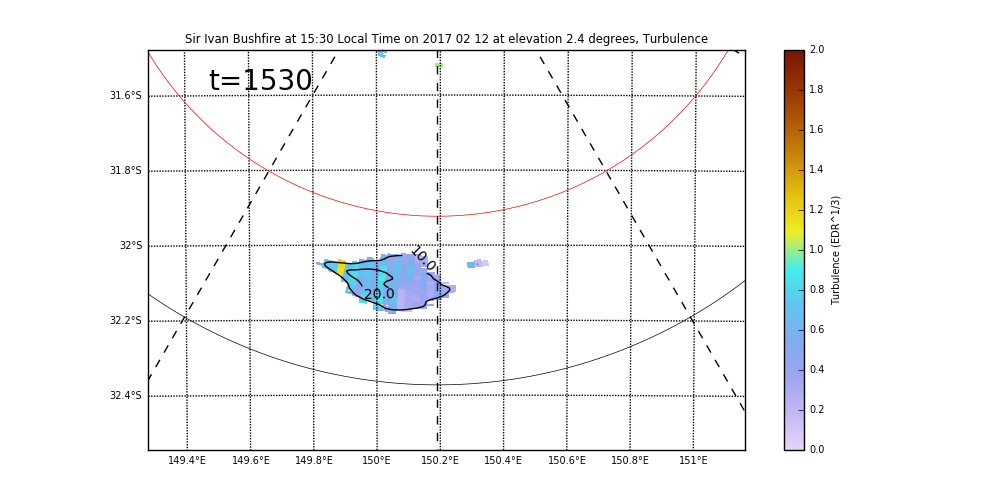 Sir Ivan Bushfire at 15:30 Local Time on 2017 02 12 at elevation 2.4 degrees, Turbulence
t=1530
31.6°S
31.8°S
32°S
32.2°S
32.4°S
10.0
20.0
149.4°E 149.6°E 149.8°E 150°E 150.2°E 150.4°E 150.6°E 150.8°E 151°E
2.0
1.8
1.6
1.4
1.2
1.0
0.8
0.6
0.4
0.2
0.0
Turbulence (EDR^1/3)